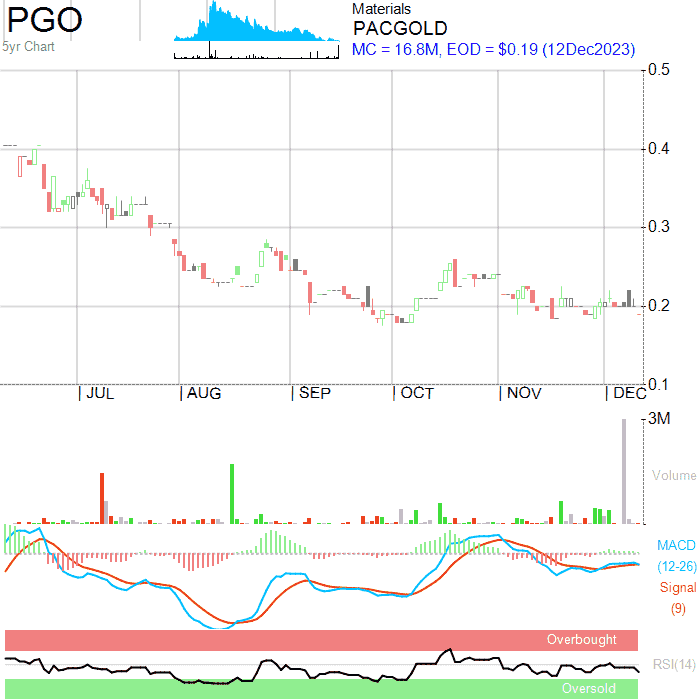 PGO
5yr Chart
Materials
PACGOLD
MC = 16.8M, EOD = $0.19 (12Dec2023)
0.5
0.4
0.3
0.2
0.1
JUL AUG SEP OCT NOV DEC
3M
Volume
MACD
(12-26)
Signal
(9)
Overbought
RSI(14)
Oversold